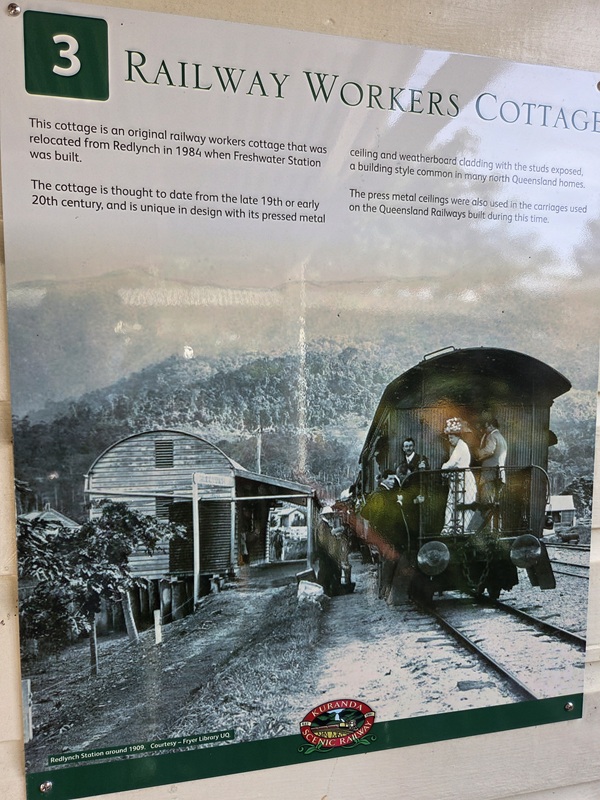 3
RAILWAY WORKERS COTTAGE
This cottage is an original railway workers cottage that was
relocated from Redlynch in 1984 when Freshwater Station
was built.
The cottage is thought to date from the late 19th or early
20th century, and is unique in design with its pressed metal
ceiling and weatherboard cladding with the studs exposed,
a building style common in many north Queensland homes.
The press metal ceilings were also used in the carriages used
on the Queensland Railways built during this time.
KURANDA
SCENIC RAILWAY
Redlynch Station around 1909. Courtesy – Fryer Library UQ